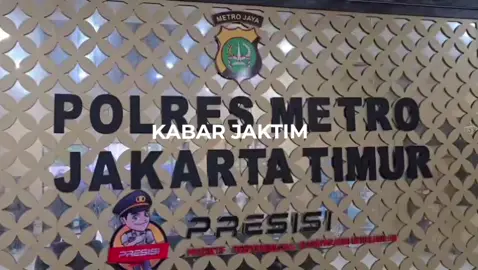 METRO JAYA
POLRES METRO
KABAR JAKTIM
JAKARTA TIMUR
PRESISI
PRESISI